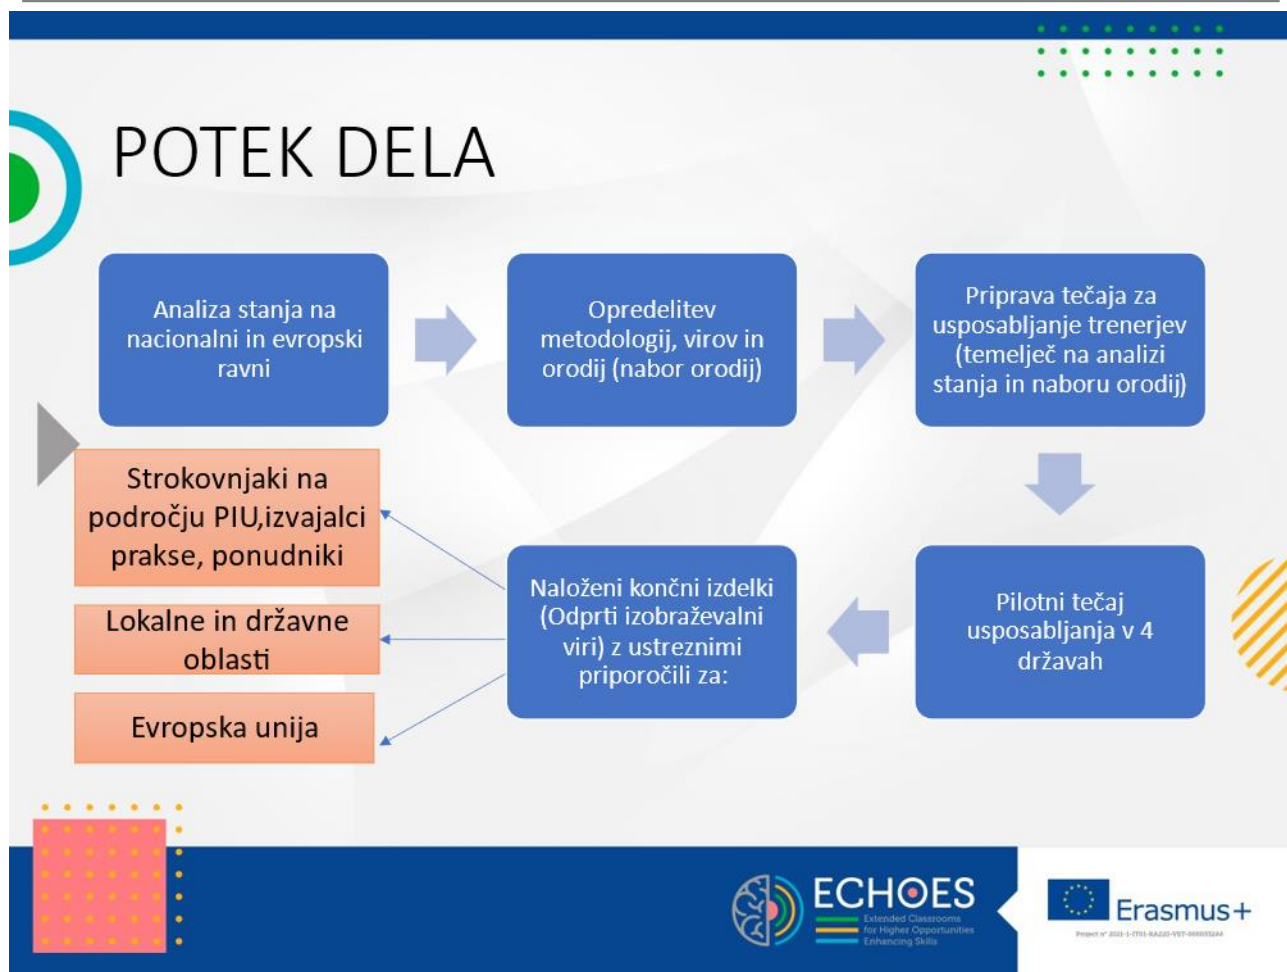 POTEK DELA
Analiza stanja na
nacionalni in evropski
ravni
Opredelitev
metodologij, virov in
orodij (nabor orodij)
Priprava tečaja za
usposabljanje trenerjev
(temelječ na analizi
stanja in naboru orodij)
Pilotni tečaj
usposabljanja v 4
državah
Naloženi končni izdelki
(Odprti izobraževalni
viri) z ustreznimi
priporočili za:
Strokovnjaki na
področju PIU,izvajalci
prakse, ponudniki
Lokalne in državne
oblasti
Evropska unija
ECHOES
Extended Classrooms
for Higher Opportunities
Enhancing Skills
Erasmus+